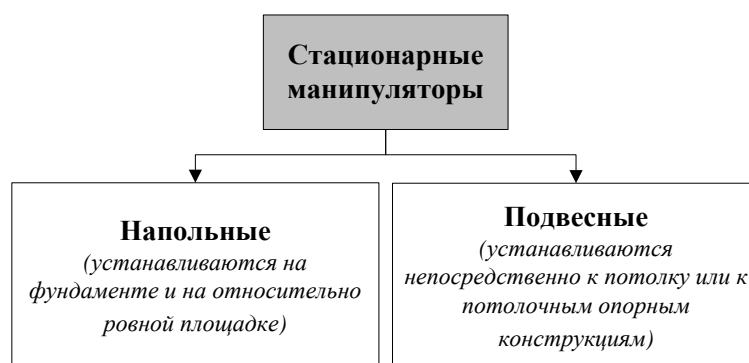 Стационарные
манипуляторы
Напольные
(устанавливаются на
фундаменте и на относительно
ровной площадке)
Подвесные
(устанавливаются
непосредственно к потолку или к
потолочным опорным
конструкциям)